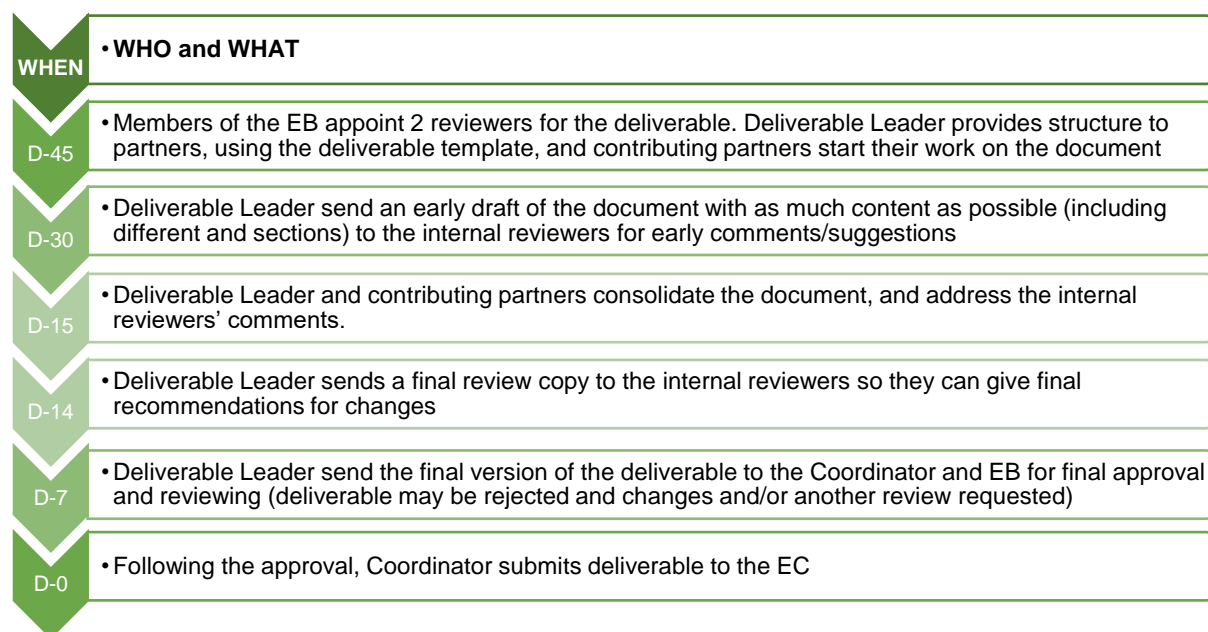 WHEN
•WHO and WHAT
D-45
•Members of the EB appoint 2 reviewers for the deliverable. Deliverable Leader provides structure to
partners, using the deliverable template, and contributing partners start their work on the document
D-30
•Deliverable Leader send an early draft of the document with as much content as possible (including
different and sections) to the internal reviewers for early comments/suggestions
D-15
•Deliverable Leader and contributing partners consolidate the document, and address the internal
reviewers’ comments.
D-14
•Deliverable Leader sends a final review copy to the internal reviewers so they can give final
recommendations for changes
D-7
•Deliverable Leader send the final version of the deliverable to the Coordinator and EB for final approval
and reviewing (deliverable may be rejected and changes and/or another review requested)
D-0
•Following the approval, Coordinator submits deliverable to the EC